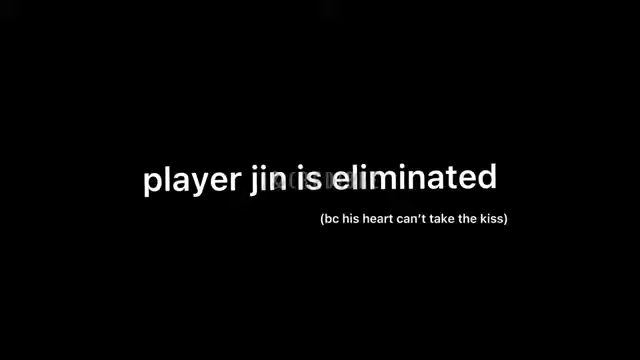 player jin is eliminated
(bc his heart can't take the kiss)